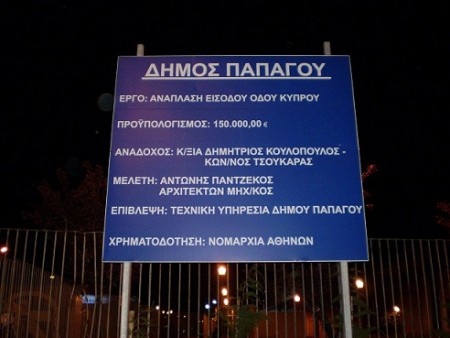 ΔΗΜΟΣ ΠΑΠΑΓΟΥ
ΕΡΓΟ: ΑΝΑΠΛΑΣΗ ΕΙΣΟΔΟΥ ΟΔΟΥ ΚΥΠΡΟΥ
ΠΡΟΫΠΟΛΟΓΙΣΜΟΣ: 150.000,00 €
ΑΝΑΔΟΧΟΣ: Κ/ΞΙΑ ΔΗΜΗΤΡΙΟΣ ΚΟΥΛΟΠΟΥΛΟΣ -
ΚΩΝ/ΝΟΣ ΤΣΟΥΚΑΡΑΣ
ΜΕΛΕΤΗ: ΑΝΤΩΝΗΣ ΠΑΝΤΖΕΚΟΣ
ΑΡΧΙΤΕΚΤΩΝ ΜΗΧ/ΚΟΣ
ΕΠΙΒΛΕΨΗ: ΤΕΧΝΙΚΗ ΥΠΗΡΕΣΙΑ ΔΗΜΟΥ ΠΑΠΑΓΟΥ
ΧΡΗΜΑΤΟΔΟΤΗΣΗ: ΝΟΜΑΡΧΙΑ ΑΘΗΝΩΝ